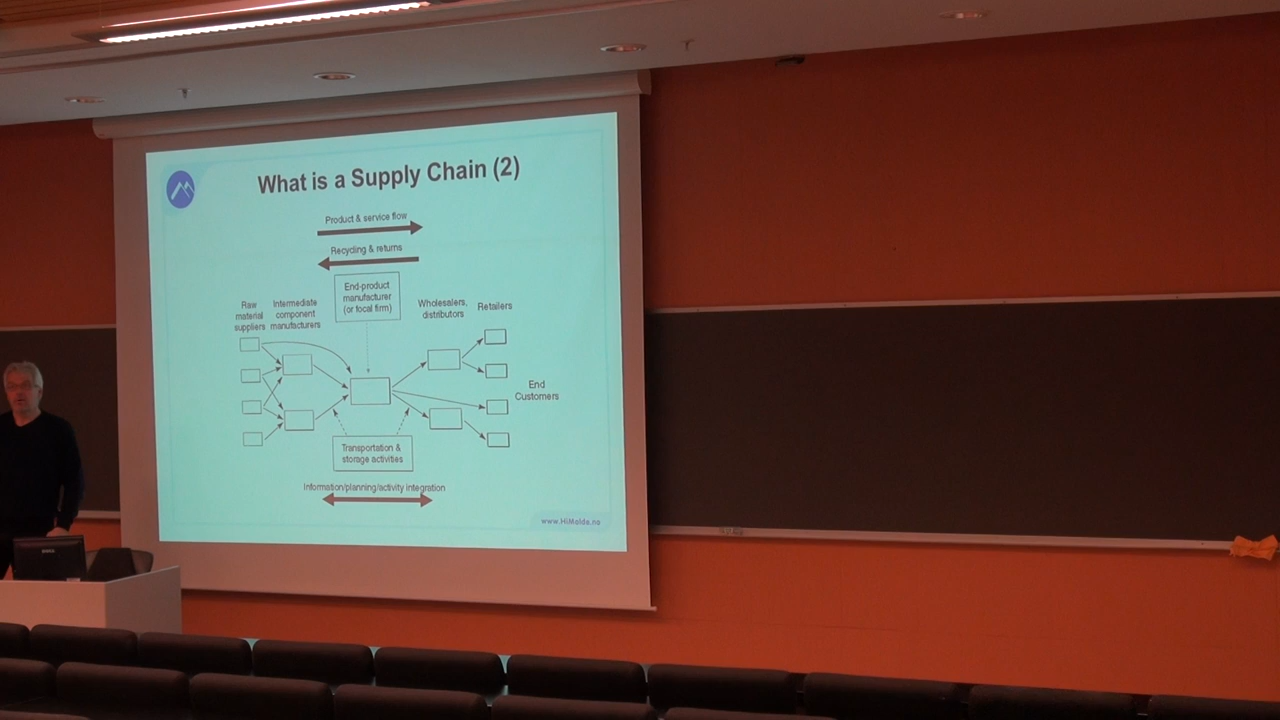 What is a Supply Chain (2)
Product & service flow
Recycling & returns
End-product
manufacturer
(or focal firm)
Raw
material
suppliers
Intermediate
component
manufacturers
Wholesalers,
distributors
Retailers
End
Customers
Transportation &
storage activities
Information/planning/activity integration
www.HiMolde.no
DELL